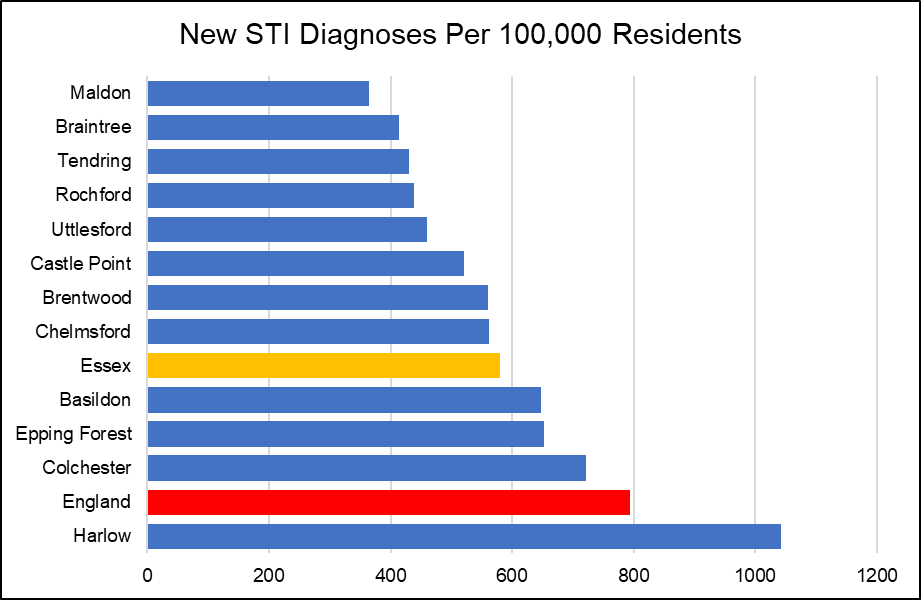 New STI Diagnoses Per 100,000 Residents
Maldon
Braintree
Tendring
Rochford
Uttlesford
Castle Point
Brentwood
Chelmsford
Essex
Basildon
Epping Forest
Colchester
England
Harlow
0 200 400 600 800 1000 1200